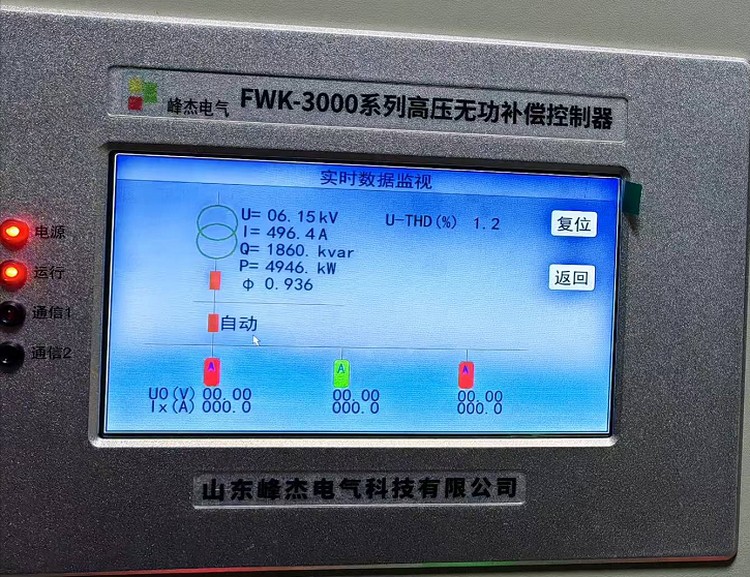 峰杰电气 FWK-3000系列高压无功补偿控制器
实时数据监视
U= 06.15kV
U-THD(%) 1.2
复位
I= 496.4A
Q= 1860. kvar
P= 4946. kW
返回
φ 0.936
自动
A A A
U0(V) 00.00 00.00 00.00
Ix(A) 000.0 000.0 000.0
电源
运行
通信1
通信2
山东峰杰电气科技有限公司